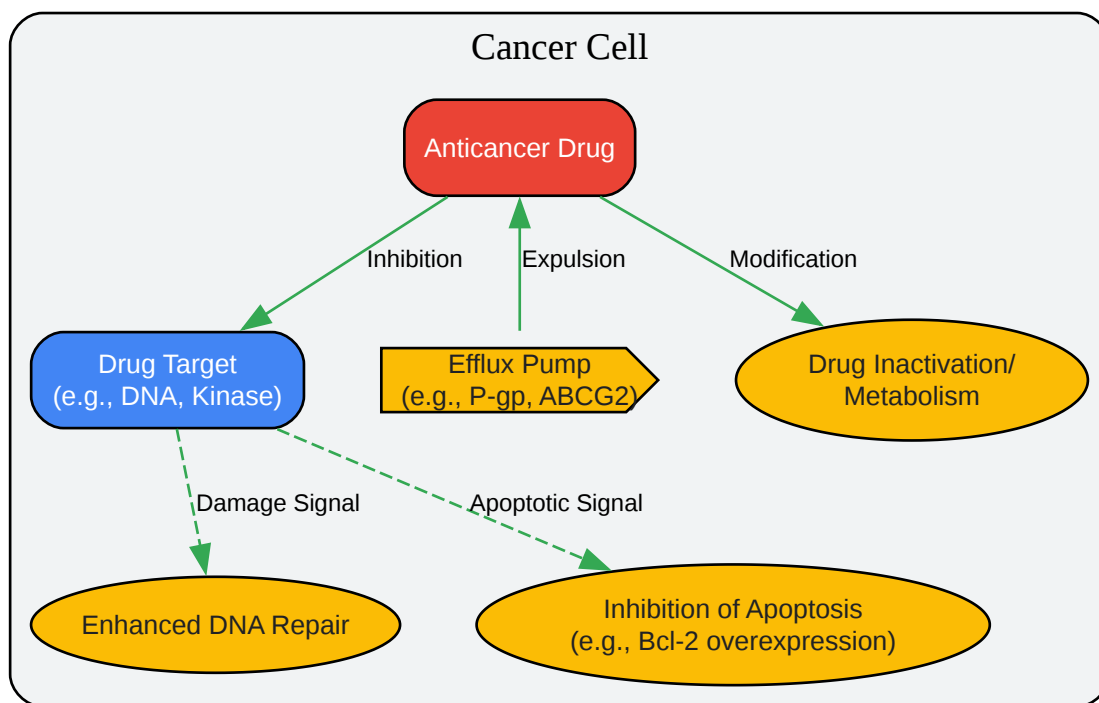 Cancer Cell
Anticancer Drug
Inhibition
Expulsion
Modification
Drug Target
(e.g., DNA, Kinase)
Efflux Pump
(e.g., P-gp, ABCG2)
Drug Inactivation/
Metabolism
Damage Signal
Apoptotic Signal
Enhanced DNA Repair
Inhibition of Apoptosis
(e.g., Bcl-2 overexpression)